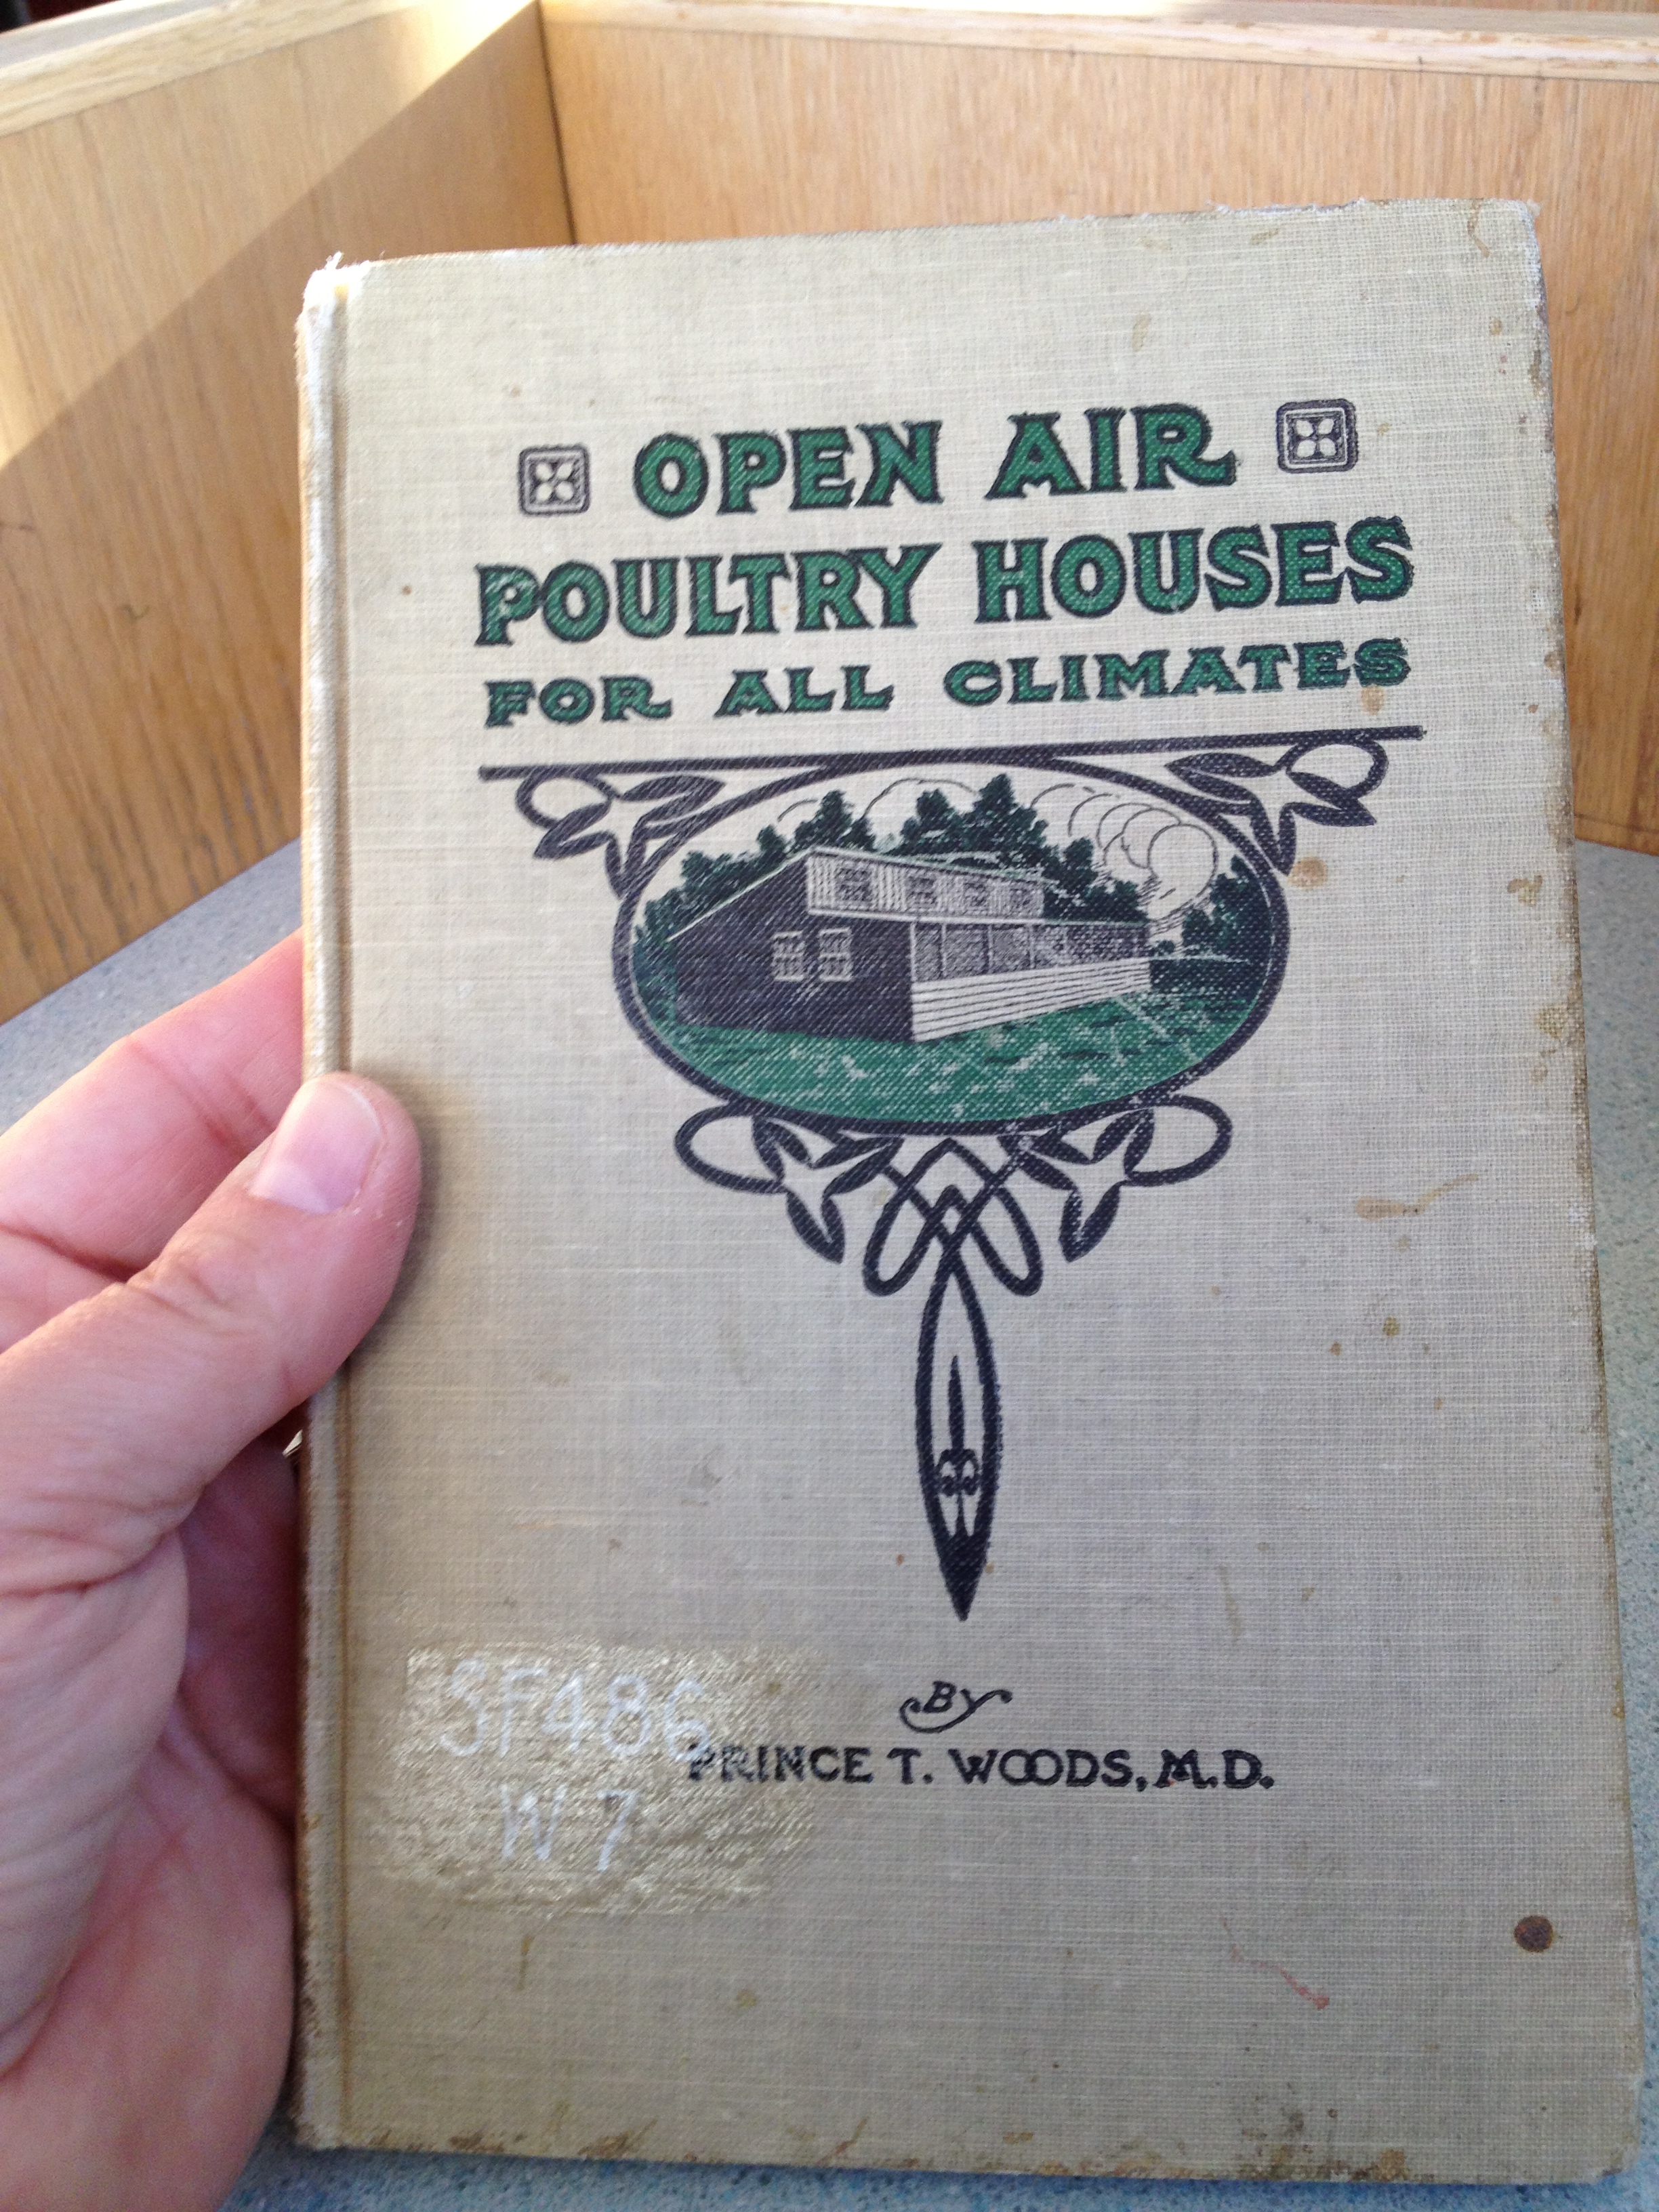 OPEN AIR
POULTRY HOUSES
FOR ALL CLIMATES
BY
PRINCE T. WOODS, M.D.
SF486
W7